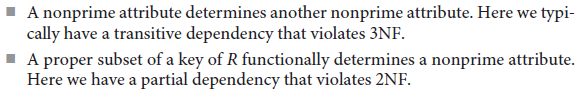 ■ A nonprime attribute determines another nonprime attribute. Here we typi-
cally have a transitive dependency that violates 3NF.
■ A proper subset of a key of R functionally determines a nonprime attribute.
Here we have a partial dependency that violates 2NF.